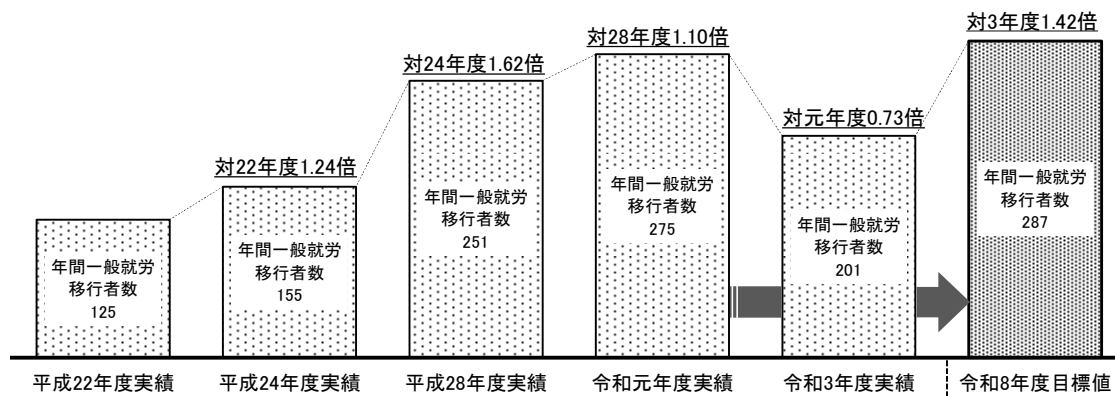 対22年度1.24倍
対24年度1.62倍
対28年度1.10倍
対元年度0.73倍
対3年度1.42倍
年間一般就労
移行者数
125
年間一般就労
移行者数
155
年間一般就労
移行者数
251
年間一般就労
移行者数
275
年間一般就労
移行者数
201
年間一般就労
移行者数
287
平成22年度実績
平成24年度実績
平成28年度実績
令和元年度実績
令和3年度実績
令和8年度目標値